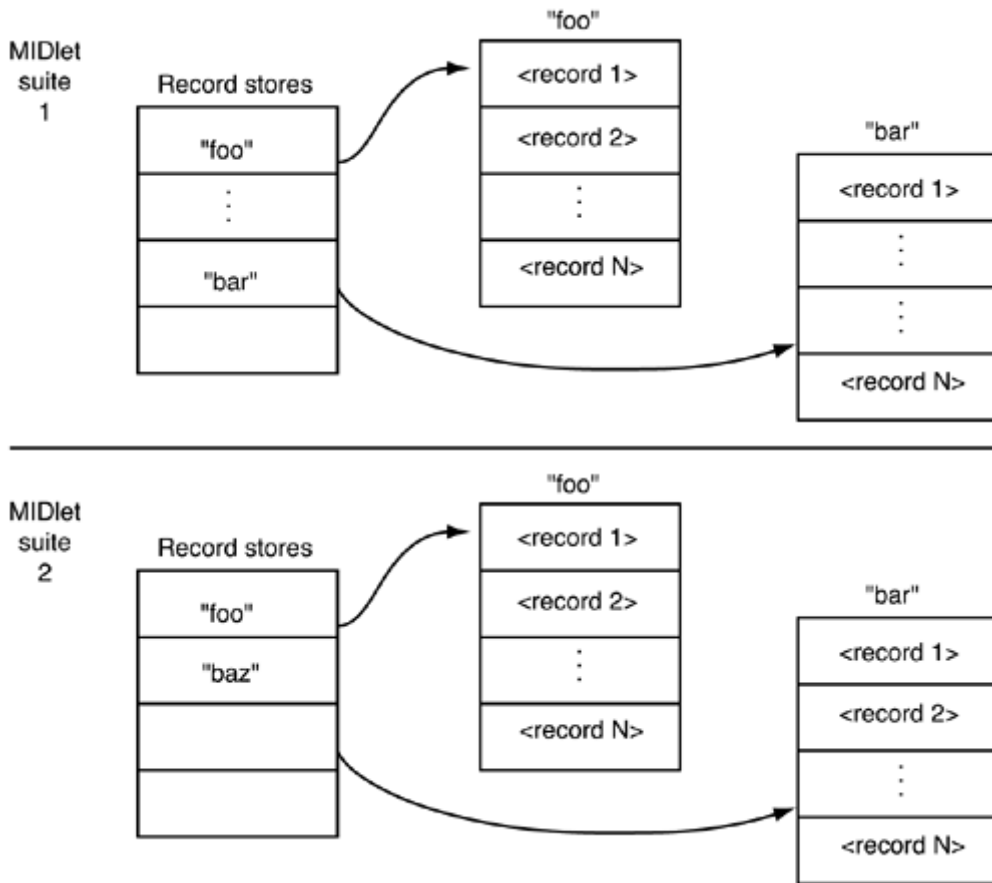 MIDlet
suite
1
Record stores
"foo"
"bar"
"foo"
<record 1>
<record 2>
<record N>
"bar"
<record 1>
<record N>
MIDlet
suite
2
Record stores
"foo"
"baz"
"foo"
<record 1>
<record 2>
<record N>
"bar"
<record 1>
<record 2>
<record N>